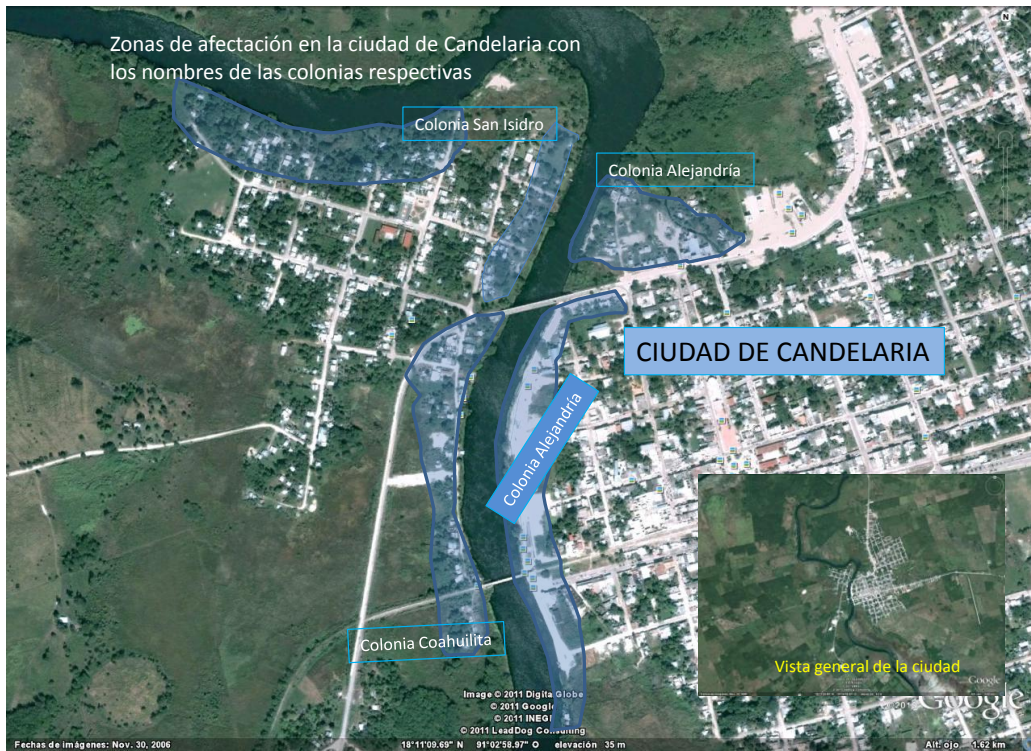 Zonas de afectación en la ciudad de Candelaria con
los nombres de las colonias respectivas
N
Colonia San Isidro
Colonia Alejandría
CIUDAD DE CANDELARIA
Colonia Alejandría
Colonia Coahuilita
Vista general de la ciudad
Google
Image © 2011 DigitalGlobe
© 2011 Google
© 2011 INEGI
© 2011 LeadDog Consulting
©201
Google
Fechas de imágenes: Nov. 30, 2006
18°11'09.69" N 91°02'58.97" O elevación 35 m
Alt. ojo 1.62 km